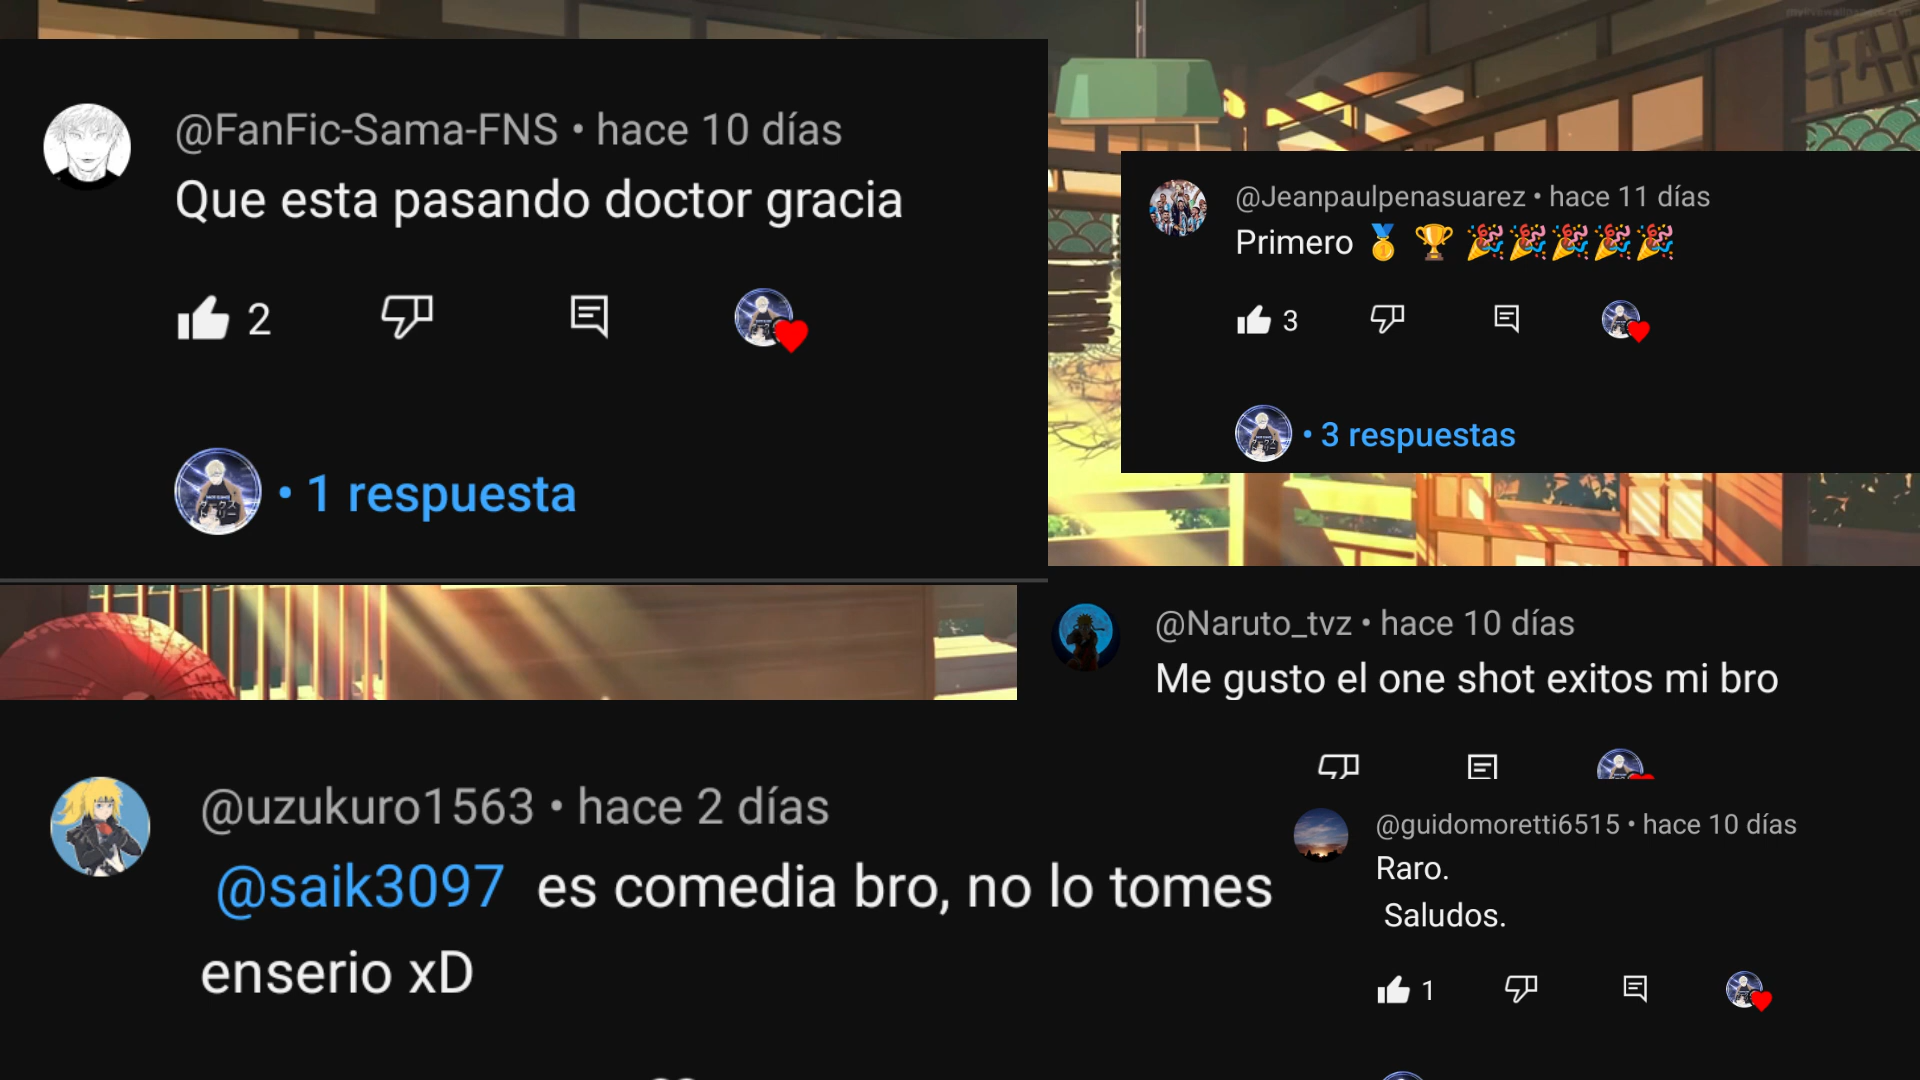 @FanFic-Sama-FNS • hace 10 días
Que esta pasando doctor gracia
2
• 1 respuesta
@Jeanpaulpenasuarez • hace 11 días
Primero 🥇 🏆 🎉🎉🎉🎉🎉
3
• 3 respuestas
@Naruto_tvz • hace 10 días
Me gusto el one shot exitos mi bro
@uzukuro1563 • hace 2 días
@saik3097 es comedia bro, no lo tomes
enserio xD
@guidomoretti6515 • hace 10 días
Raro.
Saludos.
1